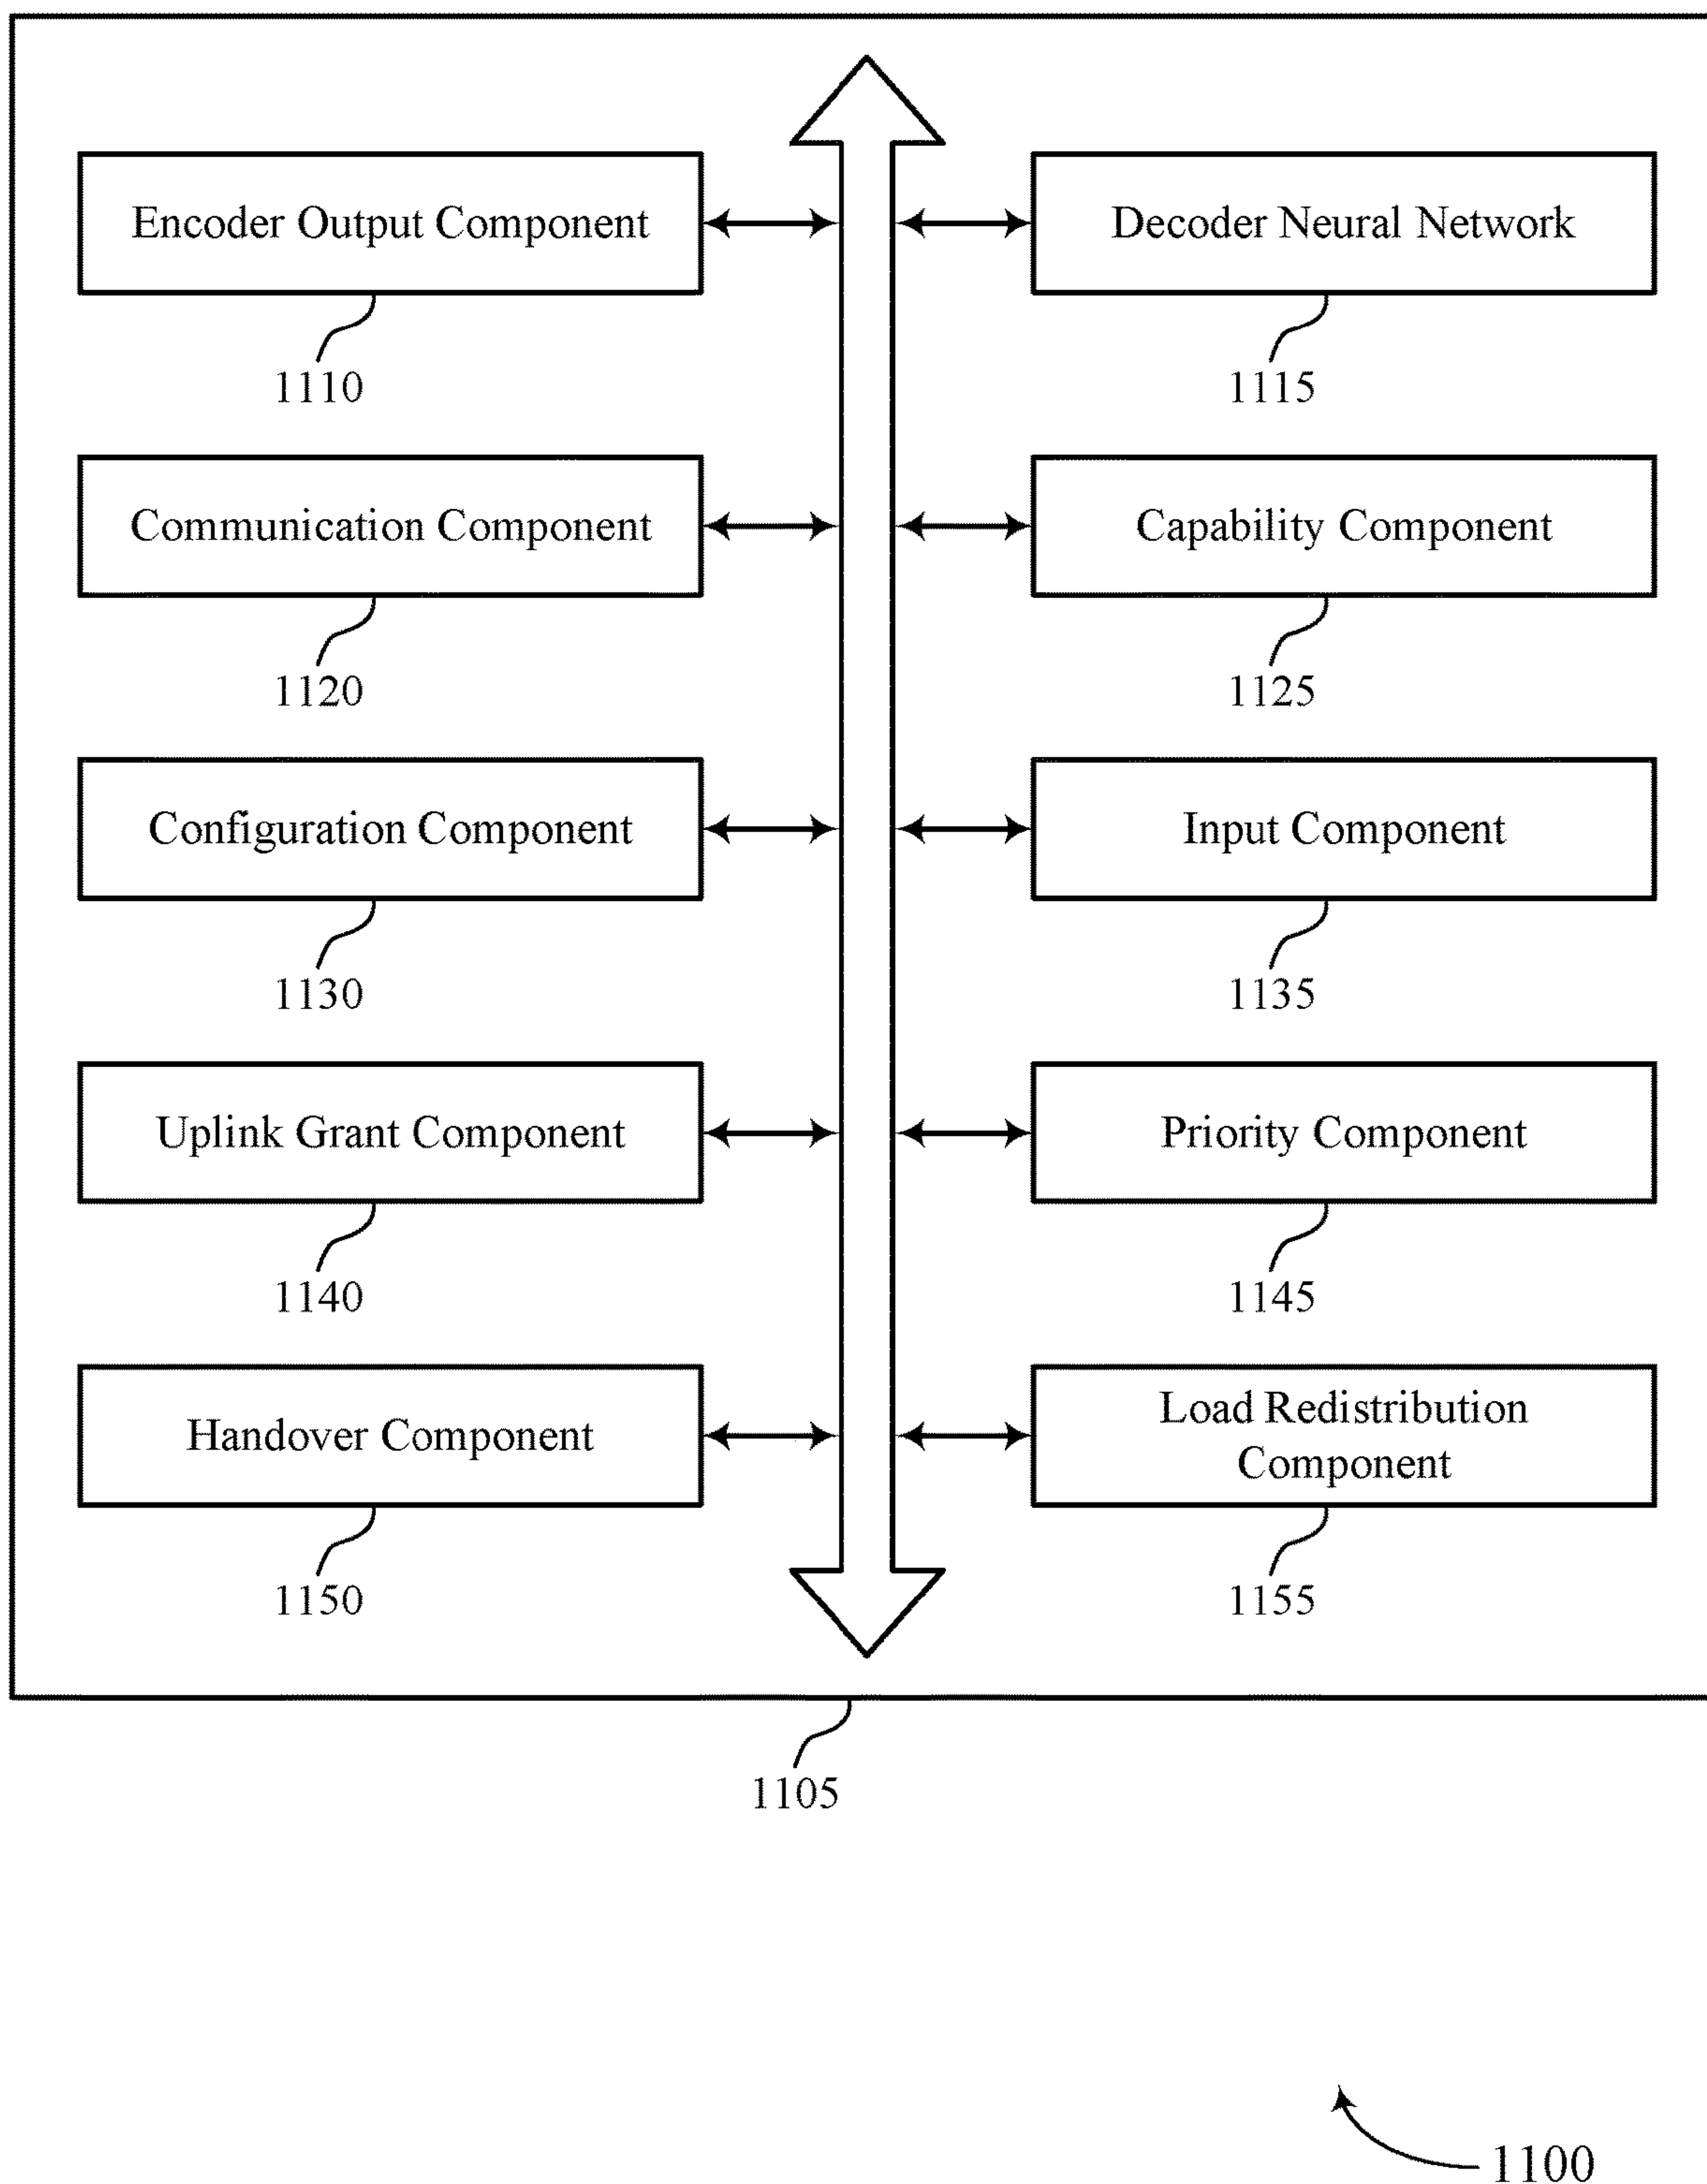 Encoder Output Component
Decoder Neural Network
1110
1115
Communication Component
Capability Component
1120
1125
Configuration Component
Input Component
1130
1135
Uplink Grant Component
Priority Component
1140
1145
Handover Component
Load Redistribution
Component
1150
1155
1105
1100